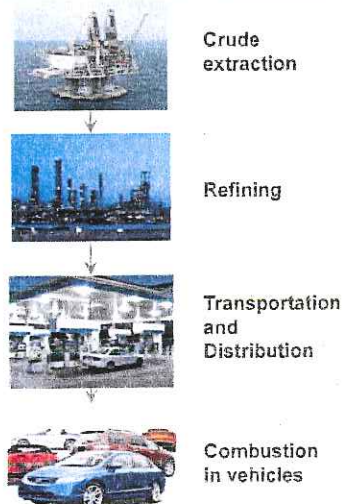 Crude
extraction
Refining
Transportation
and
Distribution
Combustion
in vehicles